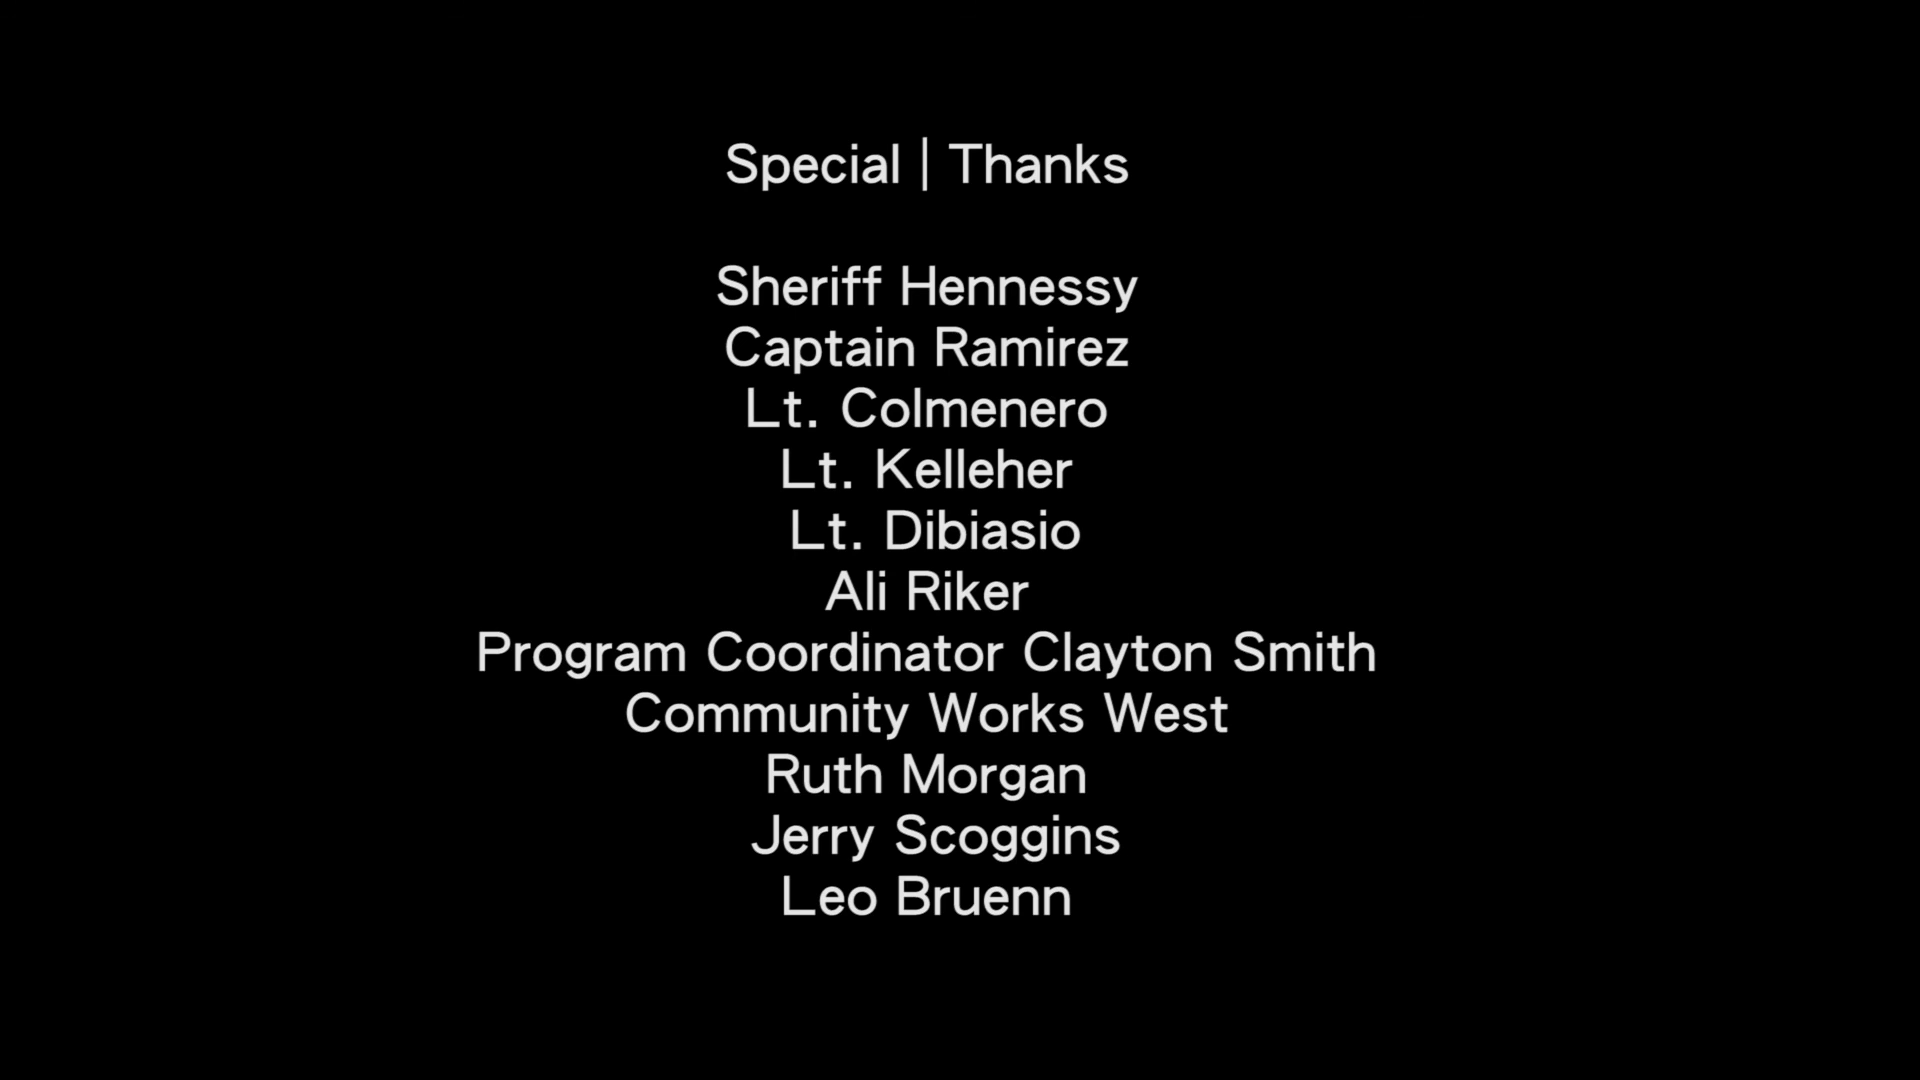 Special | Thanks
Sheriff Hennessy
Captain Ramirez
Lt. Colmenero
Lt. Kelleher
Lt. Dibiasio
Ali Riker
Program Coordinator Clayton Smith
Community Works West
Ruth Morgan
Jerry Scoggins
Leo Bruenn